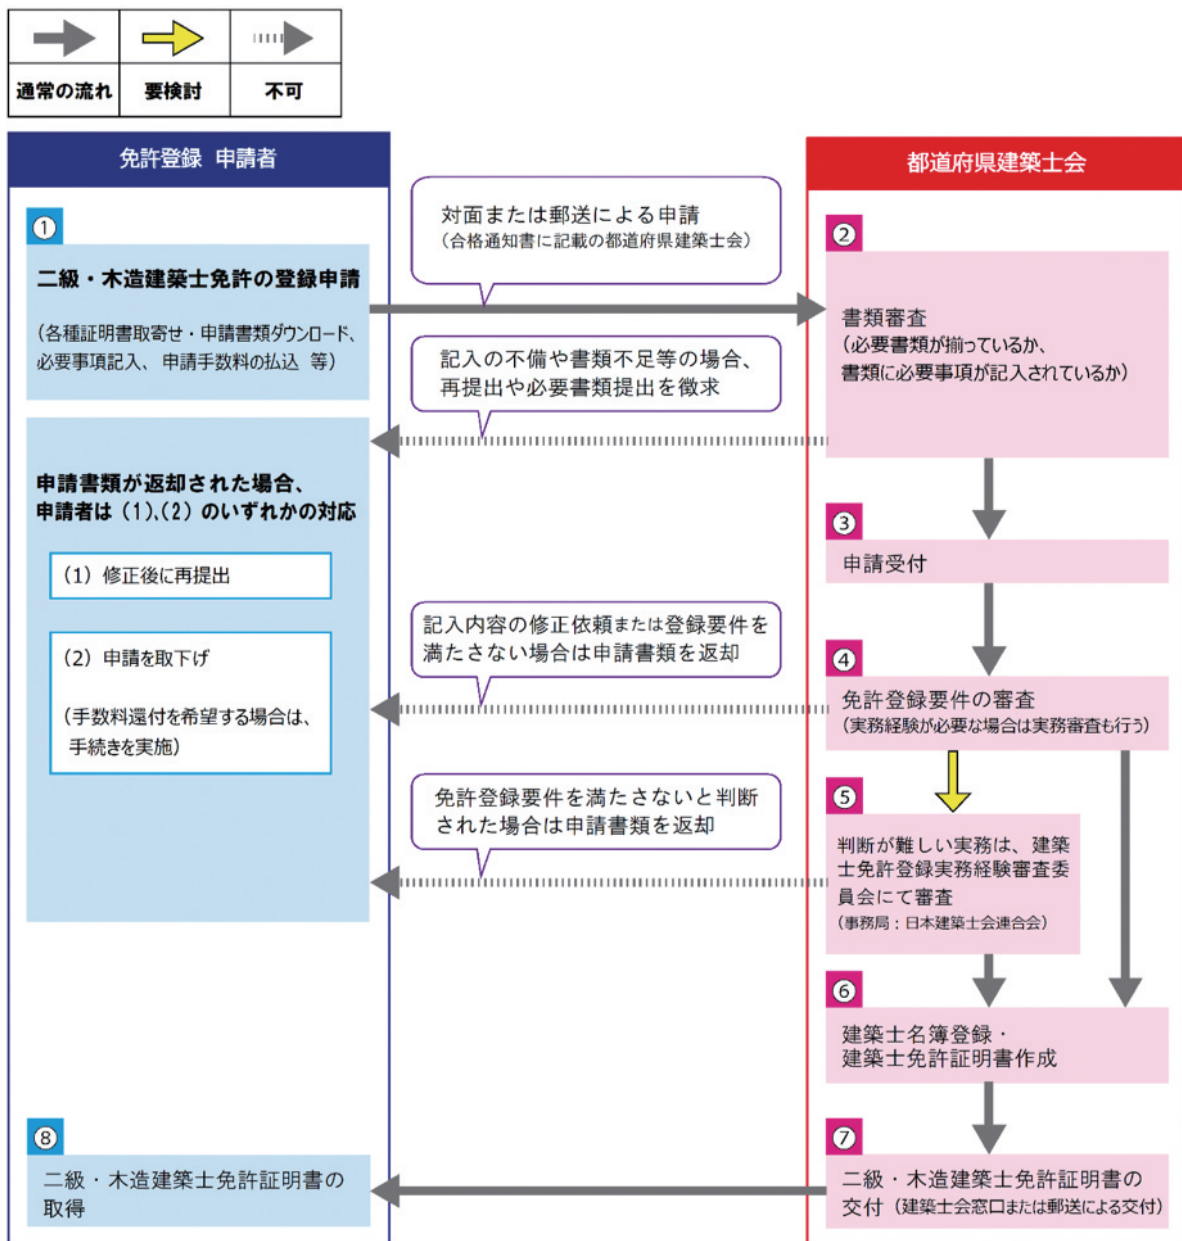 通常の流れ
要検討
不可
免許登録 申請者
①
二級・木造建築士免許の登録申請
（各種証明書取寄せ・申請書類ダウンロード、
必要事項記入、申請手数料の払込 等）
申請書類が返却された場合、
申請者は（1）、（2）のいずれかの対応
（1）修正後に再提出
（2）申請を取下げ
（手数料還付を希望する場合は、
手続きを実施）
⑧
二級・木造建築士免許証明書の
取得
対面または郵送による申請
（合格通知書に記載の都道府県建築士会）
記入の不備や書類不足等の場合、
再提出や必要書類提出を徴求
記入内容の修正依頼または登録要件を
満たさない場合は申請書類を返却
免許登録要件を満たさないと判断
された場合は申請書類を返却
都道府県建築士会
②
書類審査
（必要書類が揃っているか、
書類に必要事項が記入されているか）
③
申請受付
④
免許登録要件の審査
（実務経験が必要な場合は実務審査も行う）
⑤
判断が難しい実務は、建築
士免許登録実務経験審査委
員会にて審査
（事務局：日本建築士会連合会）
⑥
建築士名簿登録・
建築士免許証明書作成
⑦
二級・木造建築士免許証明書の
交付（建築士会窓口または郵送による交付）